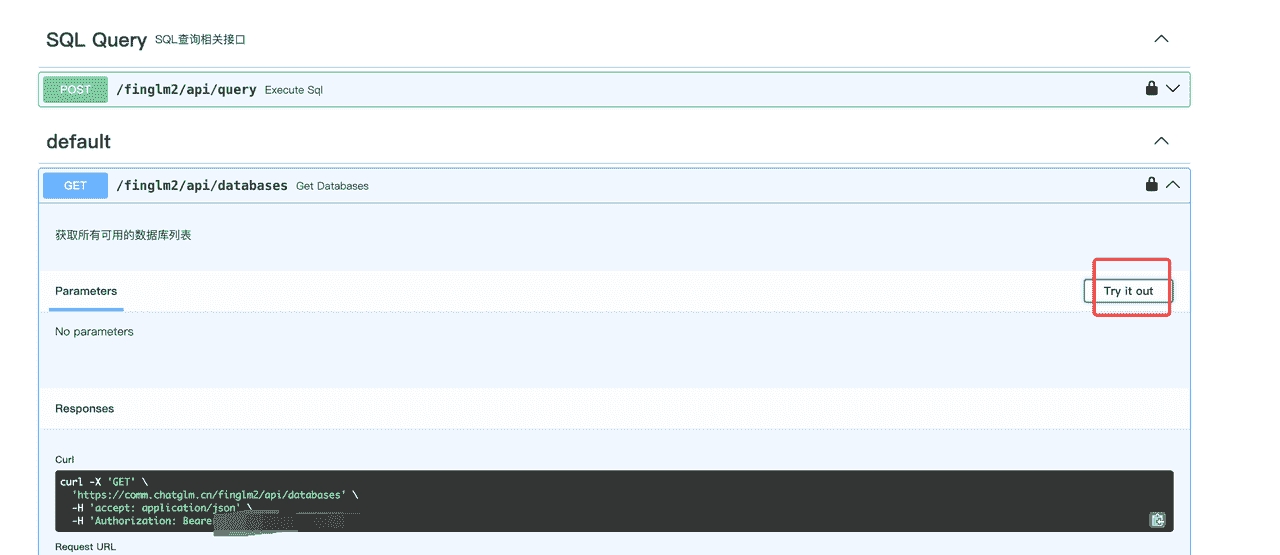 SQL Query SQL查询相关接口
POST /finglm2/api/query Execute Sql
default
GET /finglm2/api/databases Get Databases
获取所有可用的数据库列表
Parameters Try it out
No parameters
Responses
Curl
curl -X 'GET' \
'https://comm.chatglm.cn/finglm2/api/databases' \
-H 'accept: application/json' \
-H 'Authorization: Beare
Request URL